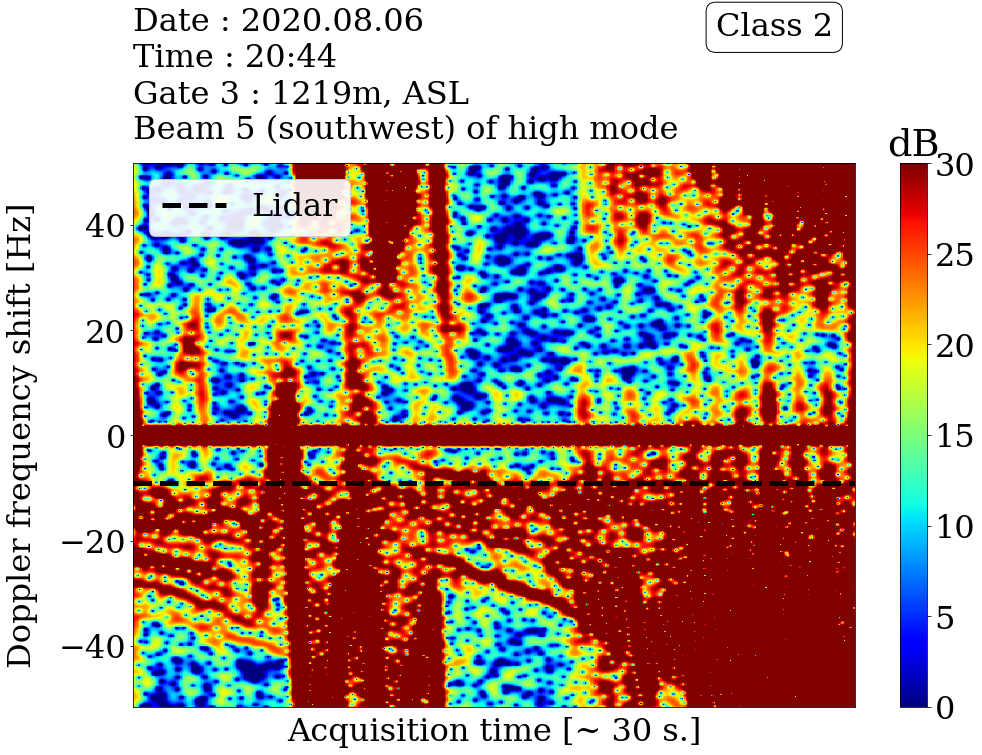 Date : 2020.08.06
Time : 20:44
Gate 3 : 1219m, ASL
Beam 5 (southwest) of high mode
Class 2
dB
Lidar
Doppler frequency shift [Hz]
40
20
0
−20
−40
30
25
20
15
10
5
0
Acquisition time [~ 30 s.]